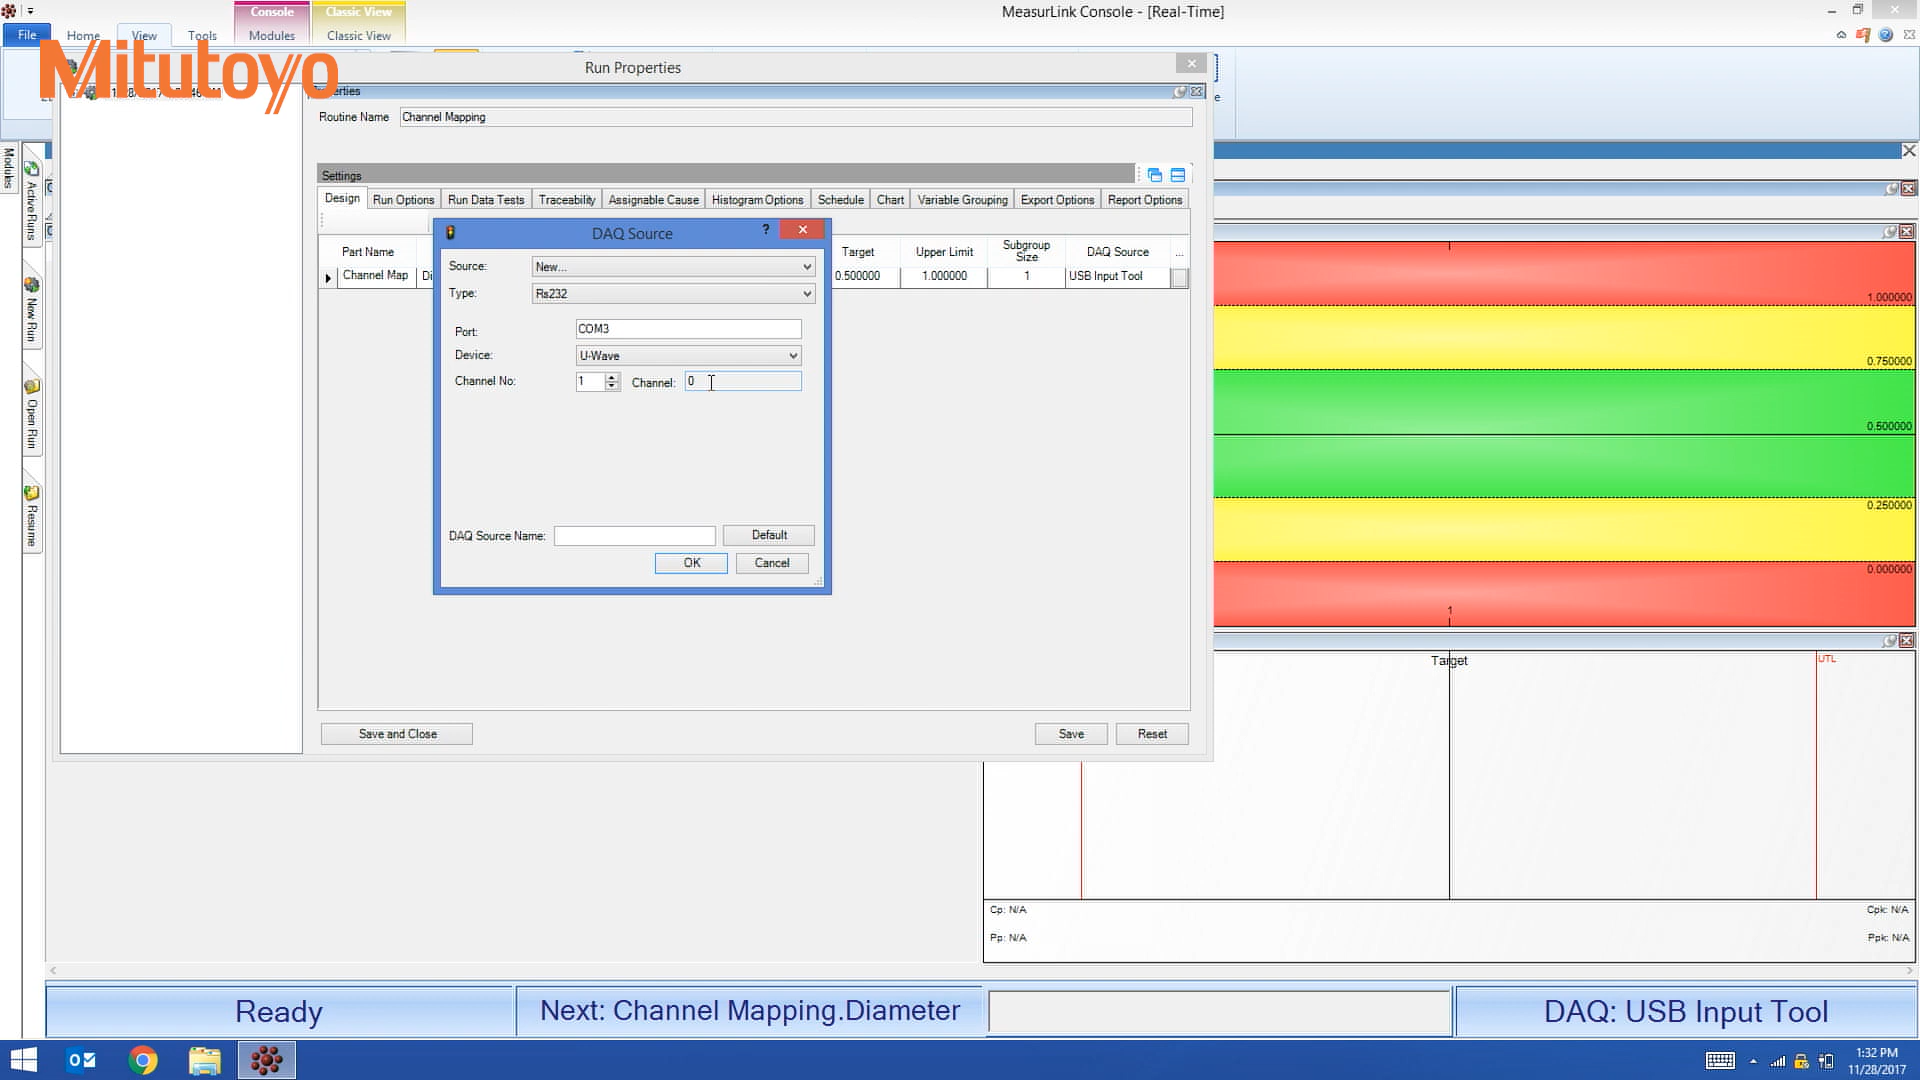 Console
Classic View
MeasurLink Console - [Real-Time]
File
Home
View
Tools
Modules
Classic View
Mitutoyo
Run Properties
Properties
Routine Name
Channel Mapping
Settings
Design
Run Options
Run Data Tests
Traceability
Assignable Cause
Histogram Options
Schedule
Chart
Variable Grouping
Export Options
Report Options
Part Name
Target
Upper Limit
Subgroup
Size
DAQ Source
...
Channel Map
Di
0.500000
1.000000
1
USB Input Tool
DAQ Source
?
Source:
New...
Type:
Rs232
Port:
COM3
Device:
U-Wave
Channel No:
1
Channel:
0
DAQ Source Name:
Default
OK
Cancel
Save and Close
Save
Reset
Modules
Active Runs
New Run
Open Run
Resume
1.000000
0.750000
0.500000
0.250000
0.000000
1
Target
UTL
Cp: N/A
Cpk: N/A
Pp: N/A
Ppk: N/A
Ready
Next: Channel Mapping.Diameter
DAQ: USB Input Tool
1:32 PM
11/28/2017